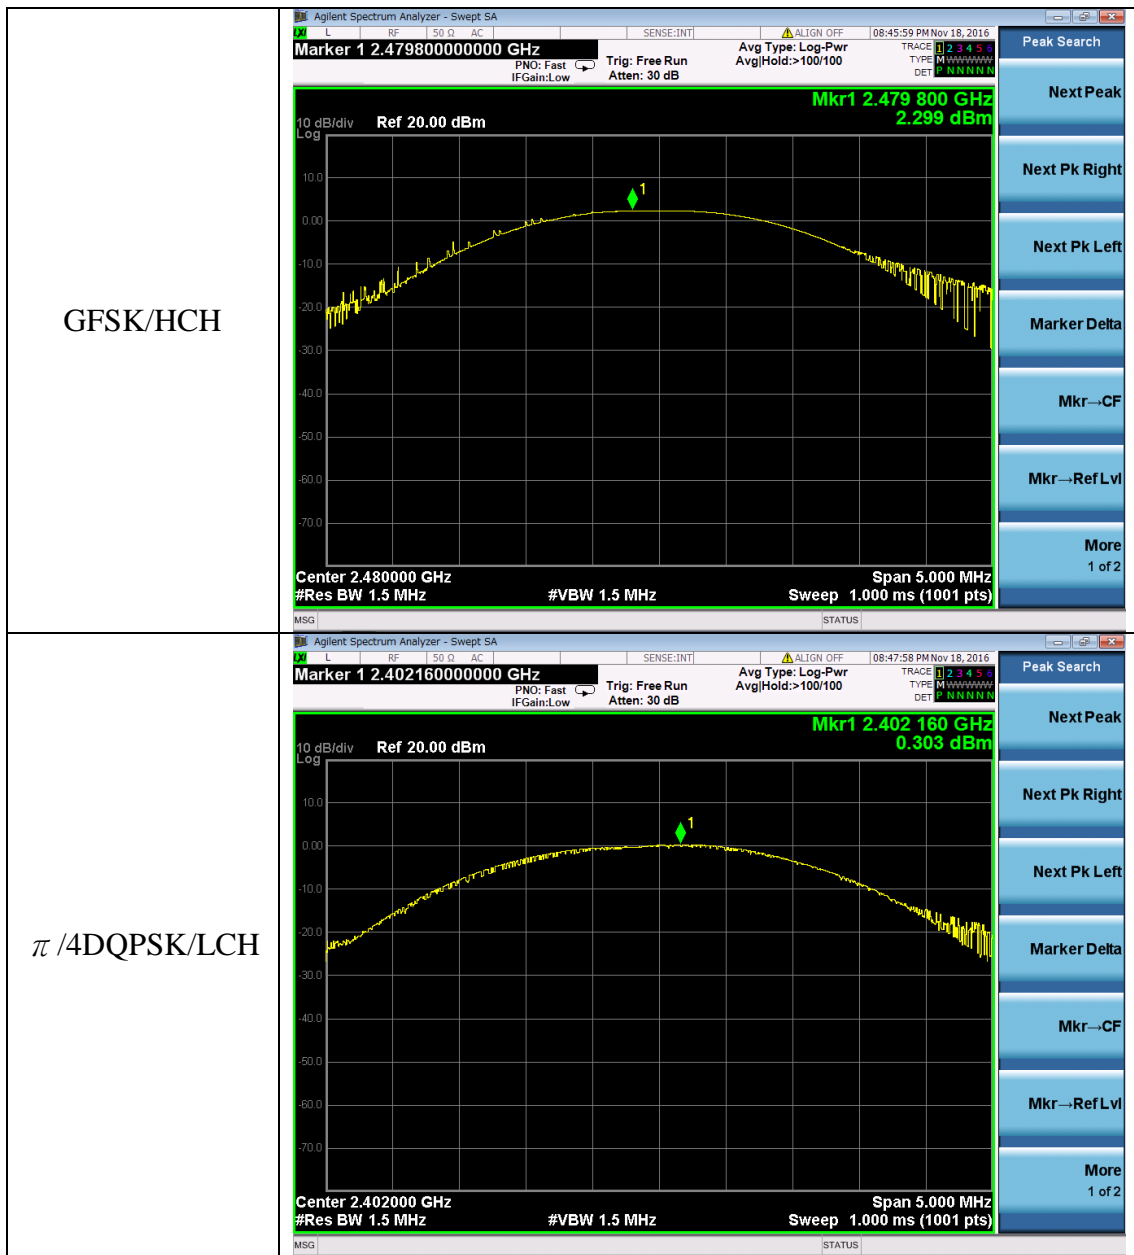 GFSK/HCH
Agilent Spectrum Analyzer - Swept SA
LXI L RF 50 Ω AC SENSE:INT ALIGN OFF 08:45:59 PM Nov 18, 2016
Marker 1 2.479800000000 GHz
PNO: Fast
IFGain:Low
Trig: Free Run
Atten: 30 dB
Avg Type: Log-Pwr
Avg|Hold:>100/100
TRACE 1 2 3 4 5 6
TYPE M WWWWW
DET P N N N N N
Mkr1 2.479 800 GHz
2.299 dBm
10 dB/div Ref 20.00 dBm
Log
10.0
0.00
-10.0
-20.0
-30.0
-40.0
-50.0
-60.0
-70.0
1
Center 2.480000 GHz Span 5.000 MHz
#Res BW 1.5 MHz #VBW 1.5 MHz Sweep 1.000 ms (1001 pts)
MSG STATUS
Peak Search
Next Peak
Next Pk Right
Next Pk Left
Marker Delta
Mkr→CF
Mkr→Ref Lvl
More
1 of 2
π/4DQPSK/LCH
Agilent Spectrum Analyzer - Swept SA
LXI L RF 50 Ω AC SENSE:INT ALIGN OFF 08:47:58 PM Nov 18, 2016
Marker 1 2.402160000000 GHz
PNO: Fast
IFGain:Low
Trig: Free Run
Atten: 30 dB
Avg Type: Log-Pwr
Avg|Hold:>100/100
TRACE 1 2 3 4 5 6
TYPE M WWWWW
DET P N N N N N
Mkr1 2.402 160 GHz
0.303 dBm
10 dB/div Ref 20.00 dBm
Log
10.0
0.00
-10.0
-20.0
-30.0
-40.0
-50.0
-60.0
-70.0
1
Center 2.402000 GHz Span 5.000 MHz
#Res BW 1.5 MHz #VBW 1.5 MHz Sweep 1.000 ms (1001 pts)
MSG STATUS
Peak Search
Next Peak
Next Pk Right
Next Pk Left
Marker Delta
Mkr→CF
Mkr→Ref Lvl
More
1 of 2